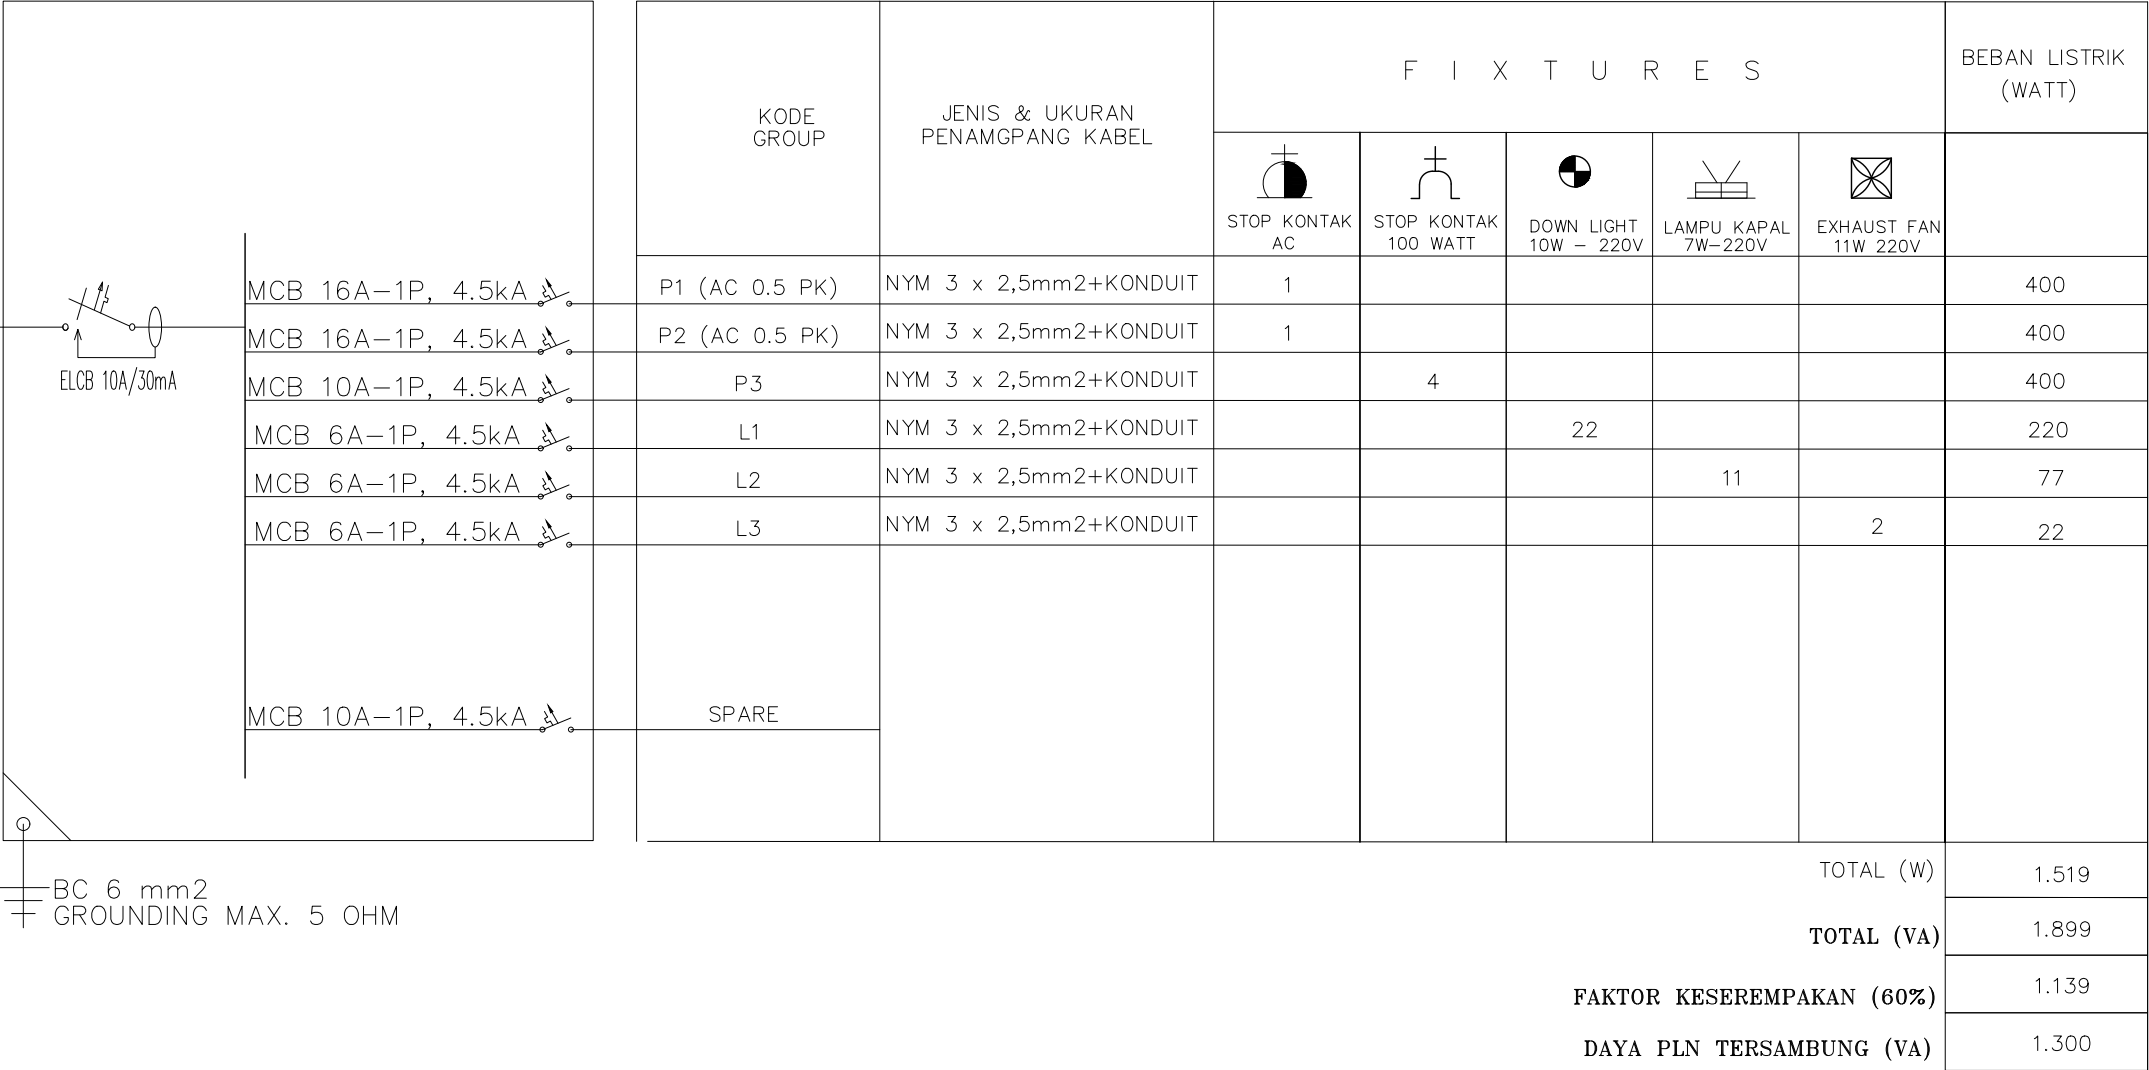 KODE
GROUP
JENIS & UKURAN
PENAMGPANG KABEL
F I X T U R E S
BEBAN LISTRIK
(WATT)
STOP KONTAK
AC
STOP KONTAK
100 WATT
DOWN LIGHT
10W - 220V
LAMPU KAPAL
7W-220V
EXHAUST FAN
11W 220V
ELCB 10A/30mA
MCB 16A-1P, 4.5kA P1 (AC 0.5 PK) NYM 3 x 2,5mm2+KONDUIT 1 400
MCB 16A-1P, 4.5kA P2 (AC 0.5 PK) NYM 3 x 2,5mm2+KONDUIT 1 400
MCB 10A-1P, 4.5kA P3 NYM 3 x 2,5mm2+KONDUIT 4 400
MCB 6A-1P, 4.5kA L1 NYM 3 x 2,5mm2+KONDUIT 22 220
MCB 6A-1P, 4.5kA L2 NYM 3 x 2,5mm2+KONDUIT 11 77
MCB 6A-1P, 4.5kA L3 NYM 3 x 2,5mm2+KONDUIT 2 22
MCB 10A-1P, 4.5kA SPARE
BC 6 mm2
GROUNDING MAX. 5 OHM
TOTAL (W) 1.519
TOTAL (VA) 1.899
FAKTOR KESEREMPAKAN (60%) 1.139
DAYA PLN TERSAMBUNG (VA) 1.300